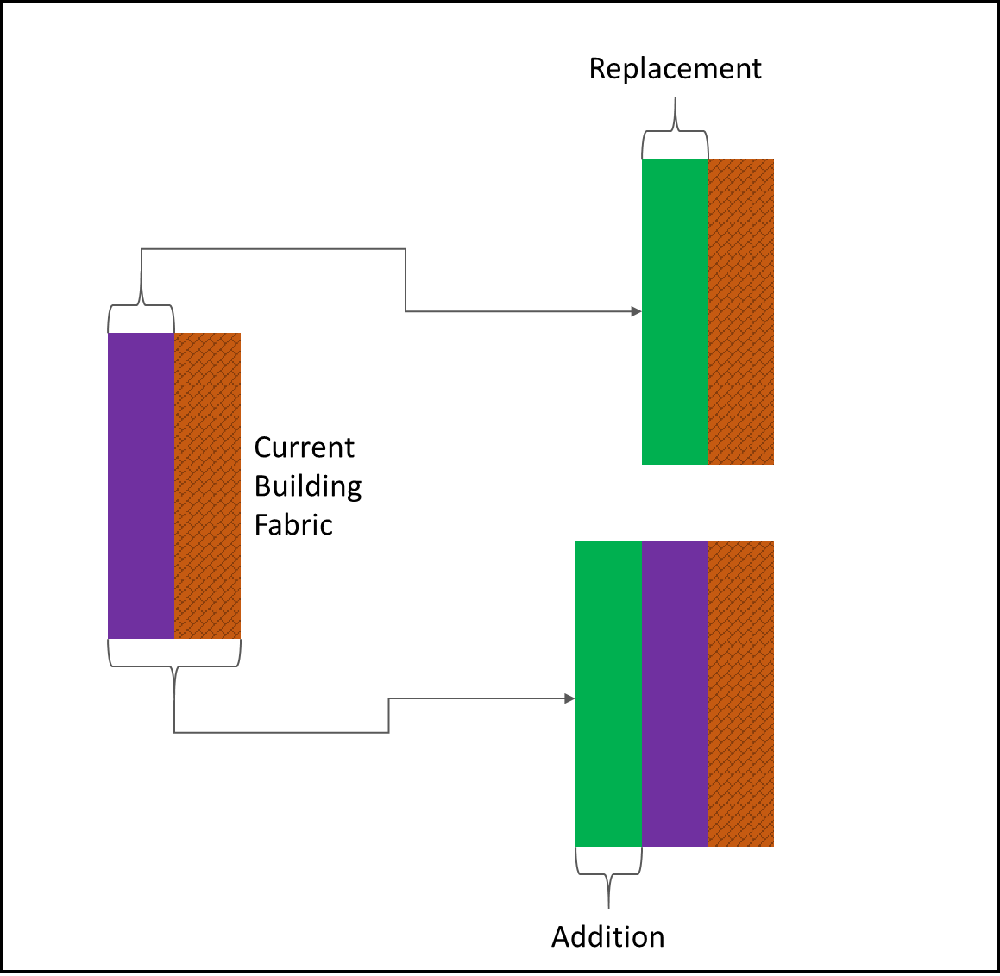 Replacement
Current
Building
Fabric
Addition